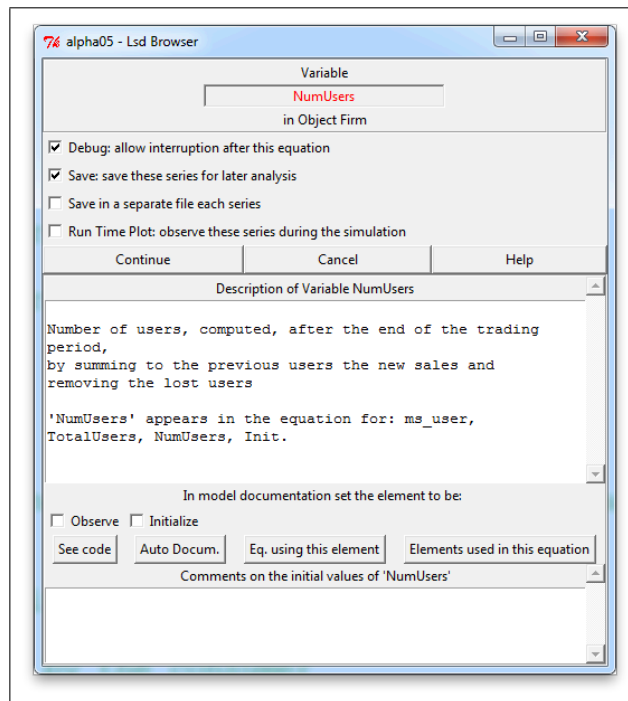 alpha05 - Lsd Browser
Variable
NumUsers
in Object Firm
Debug: allow interruption after this equation
Save: save these series for later analysis
Save in a separate file each series
Run Time Plot: observe these series during the simulation
Continue Cancel Help
Description of Variable NumUsers
Number of users, computed, after the end of the trading
period,
by summing to the previous users the new sales and
removing the lost users
'NumUsers' appears in the equation for: ms_user,
TotalUsers, NumUsers, Init.
In model documentation set the element to be:
Observe Initialize
See code Auto Docum. Eq. using this element Elements used in this equation
Comments on the initial values of 'NumUsers'